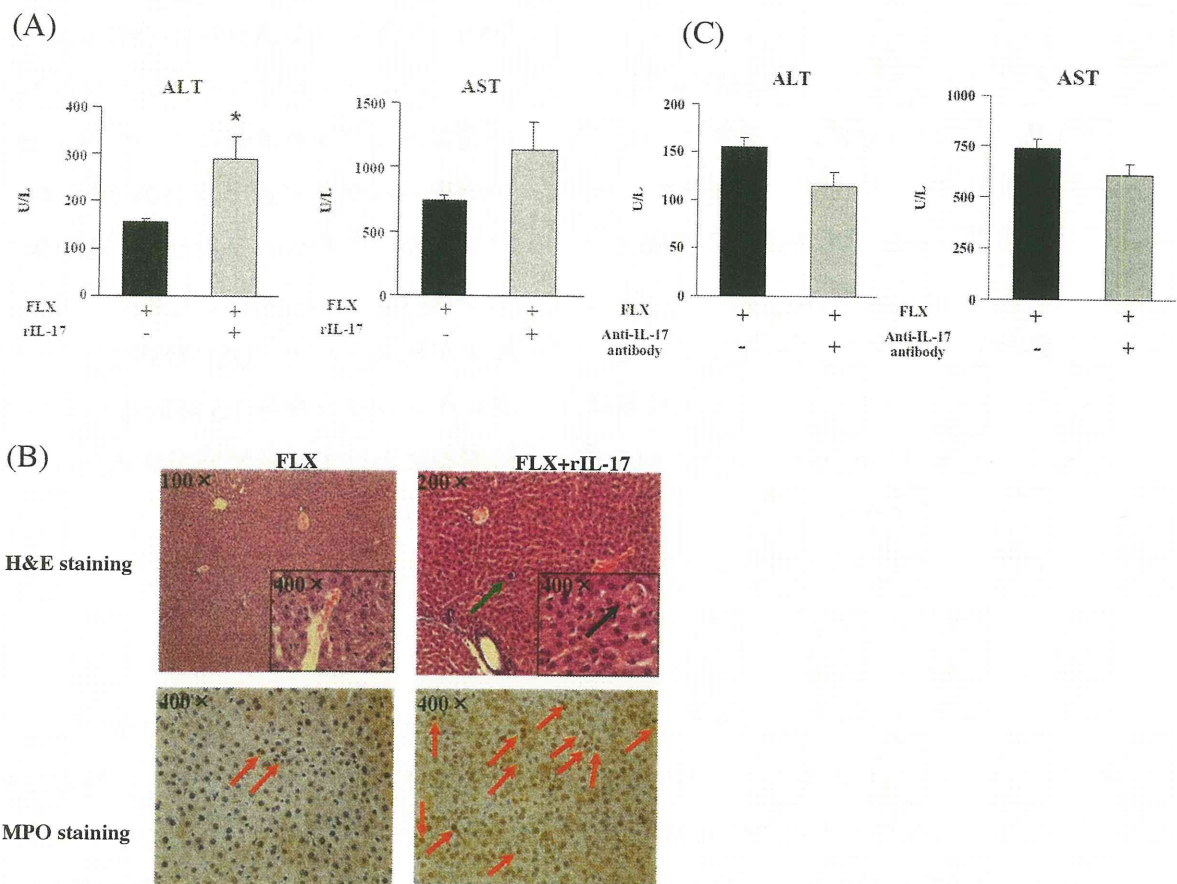 (A)
ALT
400
300
200
100
0
U/L
*
FLX + +
rIL-17 - +
AST
1500
1000
500
0
U/L
FLX + +
rIL-17 - +
(C)
ALT
200
150
100
50
0
U/L
FLX + +
Anti-IL-17
antibody - +
AST
1000
750
500
250
0
U/L
FLX + +
Anti-IL-17
antibody - +
(B)
FLX
FLX+rIL-17
H&E staining
100×
400×
200×
400×
MPO staining
400×
400×